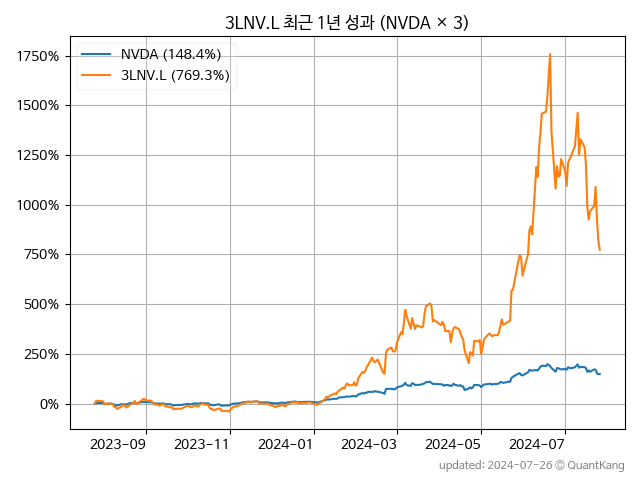 3LNV.L 최근 1년 성과 (NVDA × 3)
NVDA (148.4%)
3LNV.L (769.3%)
1750%
1500%
1250%
1000%
750%
500%
250%
0%
2023-09 2023-11 2024-01 2024-03 2024-05 2024-07
updated: 2024-07-26 © QuantKang